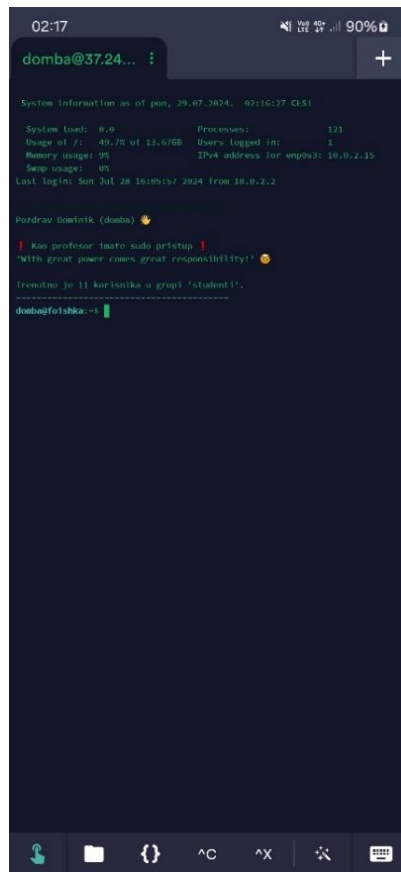 02:17
90%
domba@37.24...
System information as of pon, 29.07.2024. 02:16:27 CEST
System load: 0.0 Processes: 121
Usage of /: 49.7% of 13.67GB Users logged in: 1
Memory usage: 9% IPv4 address for enp0s3: 10.0.2.15
Swap usage: 0%
Last login: Sun Jul 28 16:05:57 2024 from 10.0.2.2
Pozdrav Dominik (domba) 👋
❗ Kao profesor imate sudo pristup ❗
'With great power comes great responsibility!' 🤓
Trenutno je 11 korisnika u grupi 'studenti'.
----------------------------------------
domba@foishka:~$
{} ^C ^X